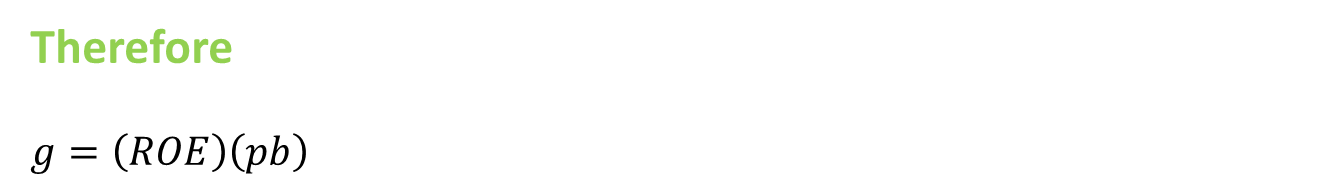 Therefore
g = (ROE)(pb)